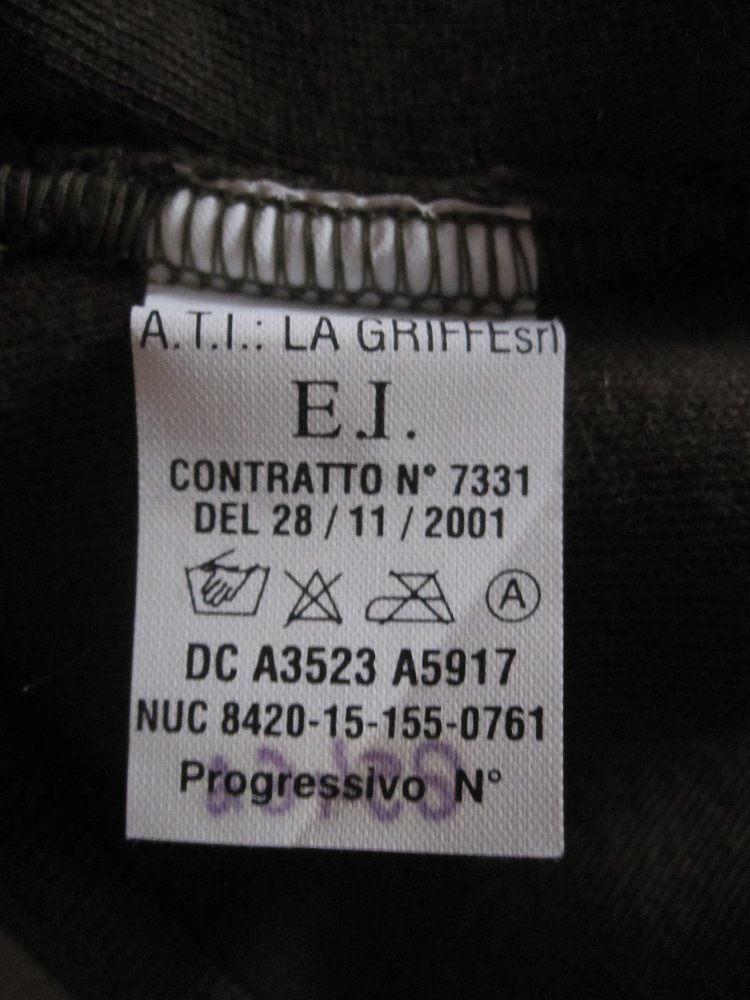 A.T.I.: LA GRIFFEsrl
E.I.
CONTRATTO N° 7331
DEL 28 / 11 / 2001
A
DC A3523 A5917
NUC 8420-15-155-0761
Progressivo N°